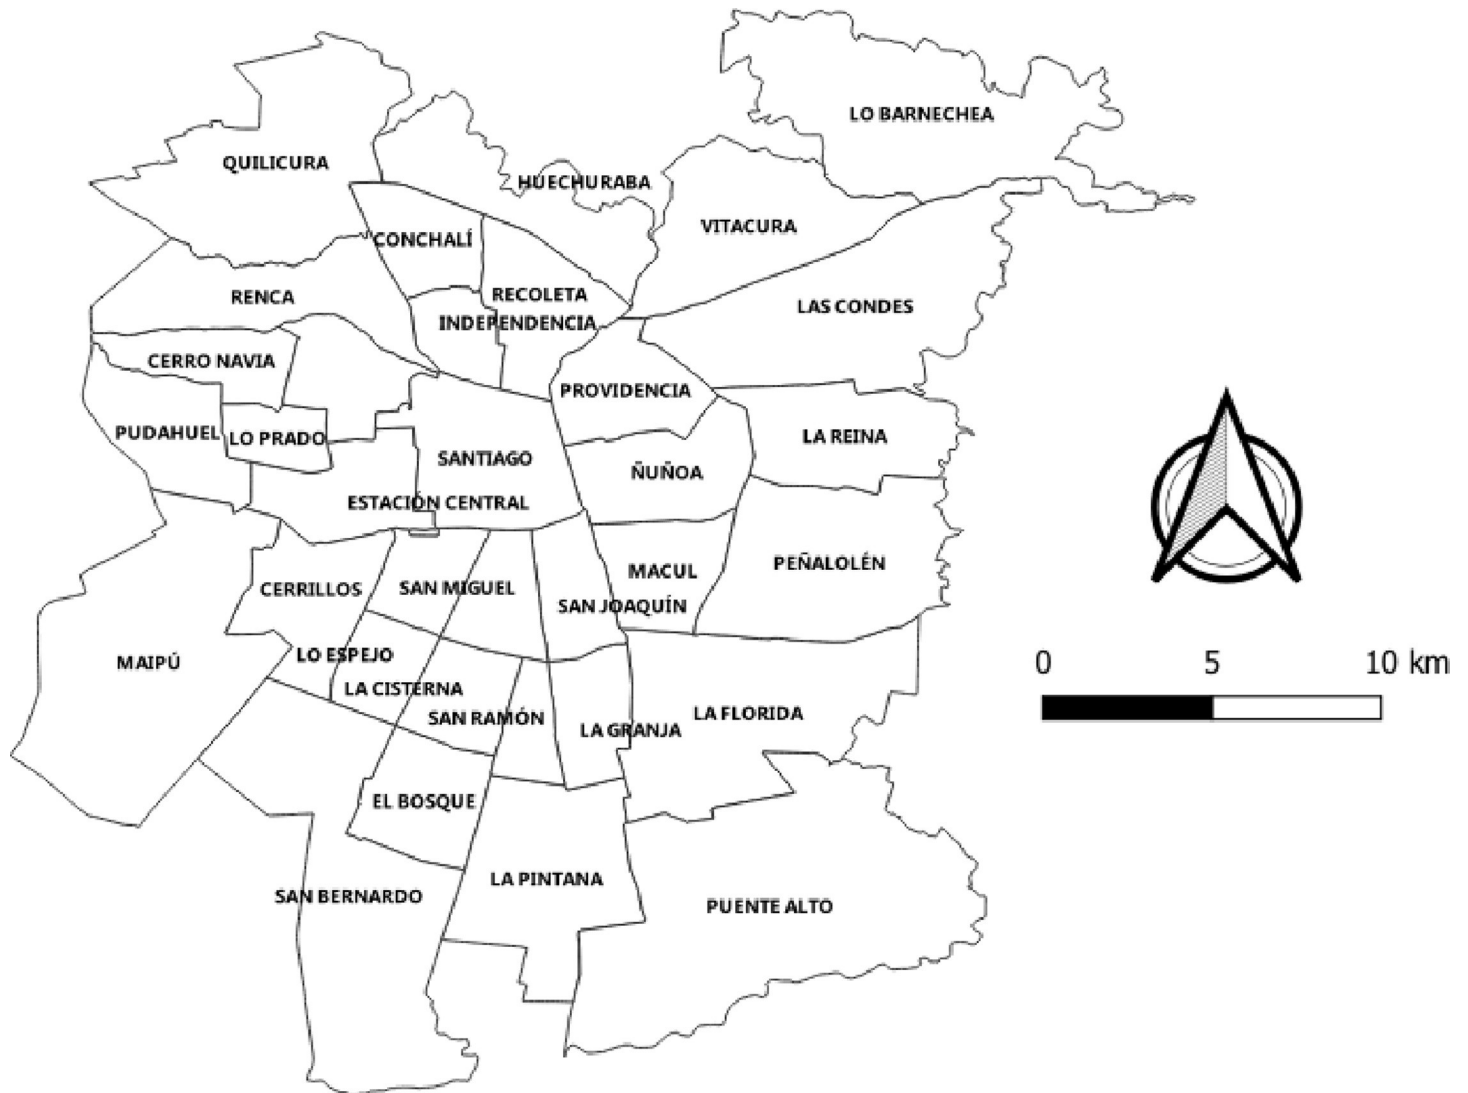 LO BARNECHEA
QUILICURA
HUECHURABA
VITACURA
CONCHALÍ
RENCA
RECOLETA
LAS CONDES
INDEPENDENCIA
CERRO NAVIA
PROVIDENCIA
PUDAHUEL
LO PRADO
LA REINA
SANTIAGO
ÑUÑOA
ESTACIÓN CENTRAL
PEÑALOLÉN
MACUL
CERRILLOS
SAN MIGUEL
SAN JOAQUÍN
LO ESPEJO
MAIPÚ
0 5 10 km
LA CISTERNA
SAN RAMÓN
LA FLORIDA
LA GRANJA
EL BOSQUE
LA PINTANA
SAN BERNARDO
PUENTE ALTO